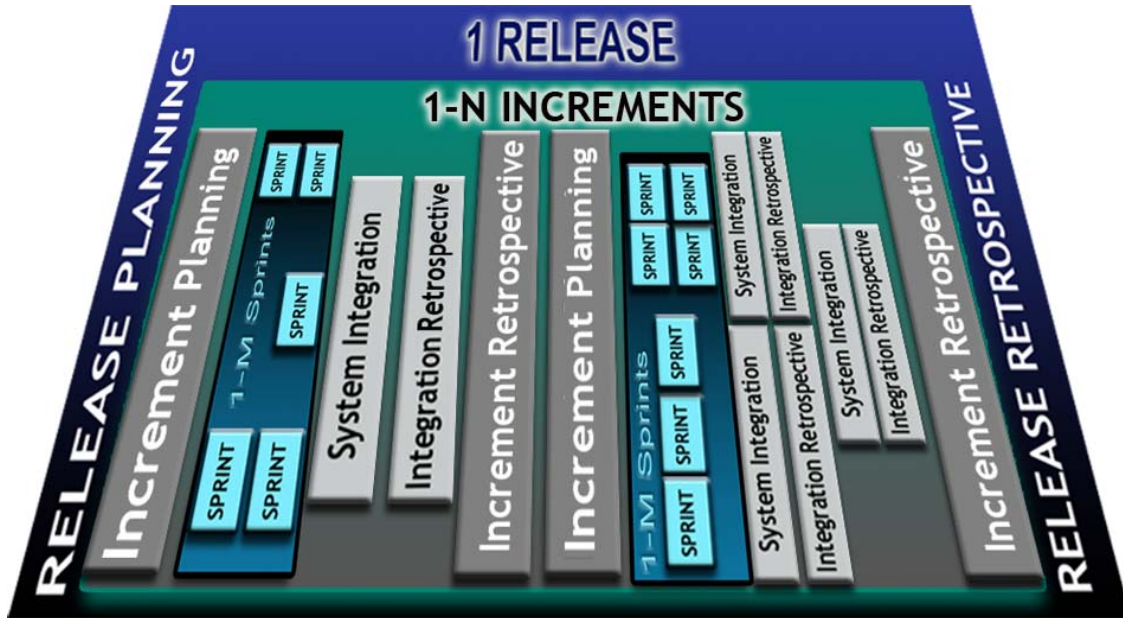 1 RELEASE
1-N INCREMENTS
RELEASE PLANNING
Increment Planning
1-M Sprints
SPRINT
SPRINT
SPRINT
SPRINT
SPRINT
System Integration
Integration Retrospective
Increment Retrospective
Increment Planning
1-M Sprints
SPRINT
SPRINT
SPRINT
SPRINT
SPRINT
SPRINT
SPRINT
System Integration
Integration Retrospective
System Integration
Integration Retrospective
System Integration
Integration Retrospective
Increment Retrospective
RELEASE RETROSPECTIVE